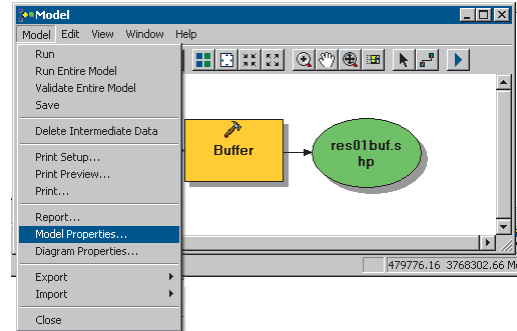 Model
Model Edit View Window Help
Run
Run Entire Model
Validate Entire Model
Save
Delete Intermediate Data
Print Setup...
Print Preview...
Print...
Report...
Model Properties...
Diagram Properties...
Export
Import
Close
Buffer
res01buf.s
hp
479776.16 3768302.66 M